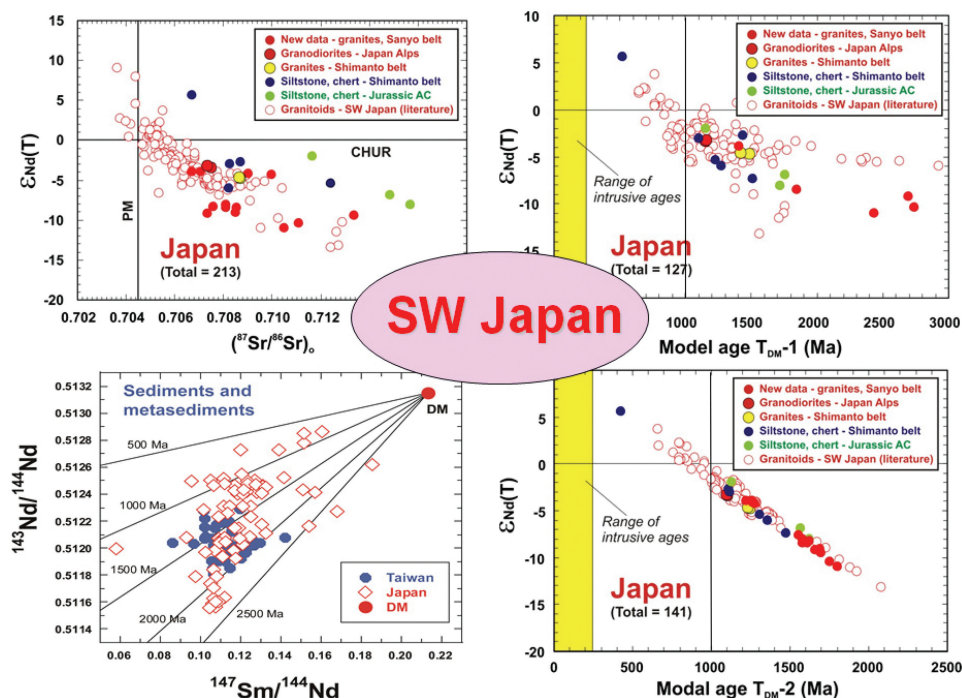 15
10
5
0
-5
-10
-15
-20
εNd(T)
New data - granites, Sanyo belt
Granodiorites - Japan Alps
Granites - Shimanto belt
Siltstone, chert - Shimanto belt
Siltstone, chert - Jurassic AC
Granitoids - SW Japan (literature)
CHUR
PM
Japan
(Total = 213)
0.702
0.704
0.706
0.708
0.710
0.712
(⁸⁷Sr/⁸⁶Sr)ₒ
10
5
0
-5
-10
15
εNd(T)
New data - granites, Sanyo belt
Granodiorites - Japan Alps
Granites - Shimanto belt
Siltstone, chert - Shimanto belt
Siltstone, chert - Jurassic AC
Granitoids - SW Japan (literature)
Range of
intrusive ages
Japan
(Total = 127)
1000
1500
2000
2500
3000
Model age TDM-1 (Ma)
SW Japan
0.5132
0.5130
0.5128
0.5126
0.5124
0.5122
0.5120
0.5118
0.5116
0.5114
¹⁴³Nd/¹⁴⁴Nd
Sediments and
metasediments
DM
500 Ma
1000 Ma
1500 Ma
2000 Ma
2500 Ma
Taiwan
Japan
DM
0.06
0.08
0.10
0.12
0.14
0.16
0.18
0.20
0.22
¹⁴⁷Sm/¹⁴⁴Nd
5
0
-5
-10
-15
-20
εNd(T)
New data - granites, Sanyo belt
Granodiorites - Japan Alps
Granites - Shimanto belt
Siltstone, chert - Shimanto belt
Siltstone, chert - Jurassic AC
Granitoids - SW Japan (literature)
Range of
intrusive ages
Japan
(Total = 141)
0
500
1000
1500
2000
2500
Modal age TDM-2 (Ma)